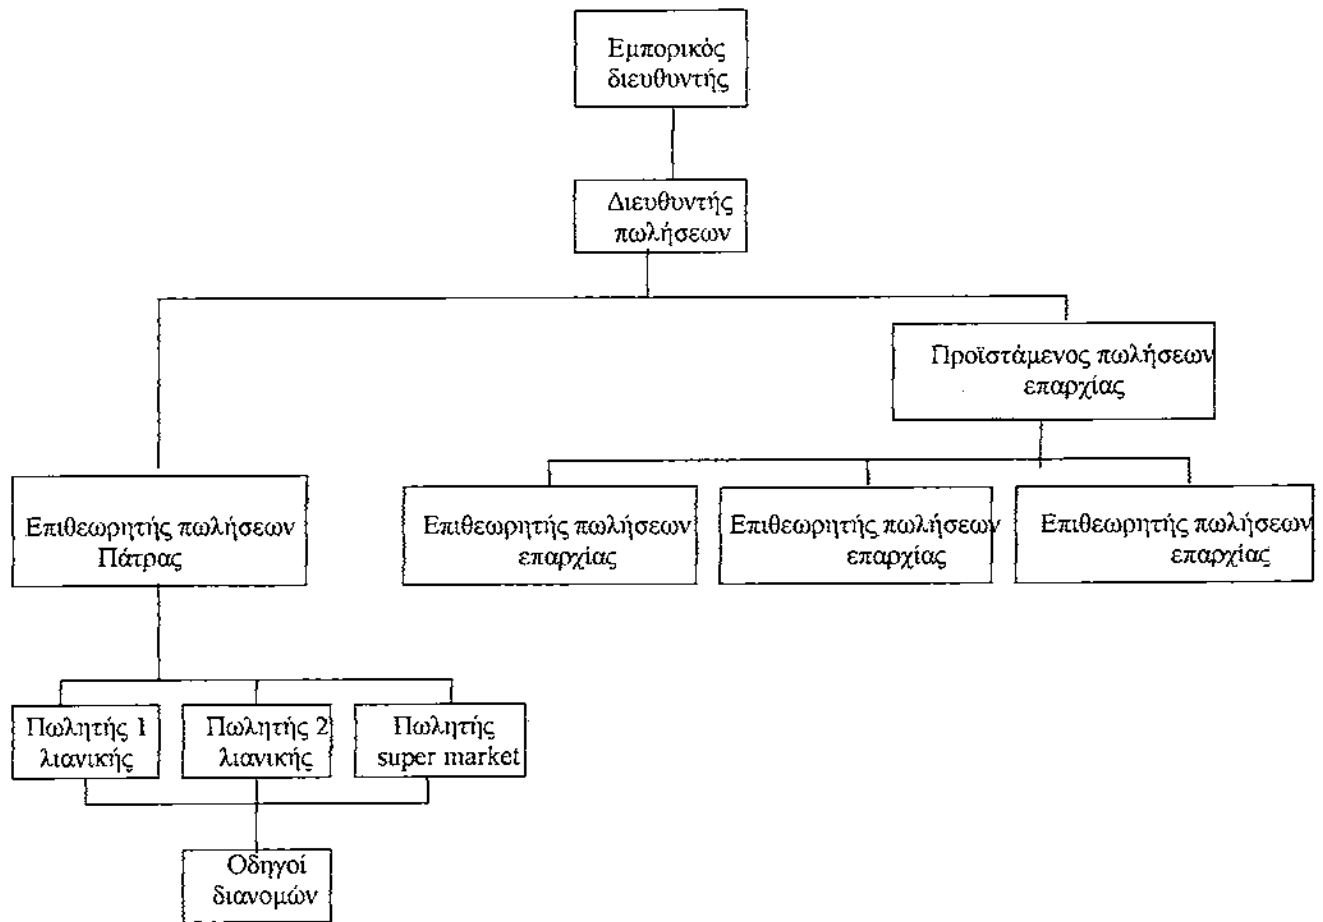 Εμπορικός
διευθυντής
Διευθυντής
πωλήσεων
Προϊστάμενος πωλήσεων
επαρχίας
Επιθεωρητής πωλήσεων
Πάτρας
Επιθεωρητής πωλήσεων
επαρχίας
Επιθεωρητής πωλήσεων
επαρχίας
Επιθεωρητής πωλήσεων
επαρχίας
Πωλητής 1
λιανικής
Πωλητής 2
λιανικής
Πωλητής
super market
Οδηγοί
διανομών